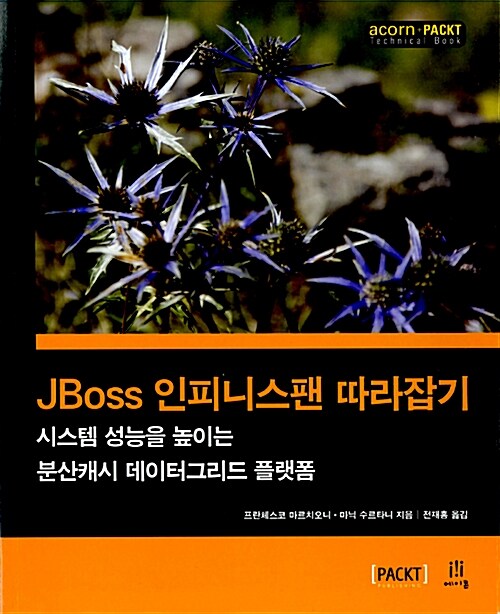 acorn+PACKT
Technical Book
JBoss 인피니스팬 따라잡기
시스템 성능을 높이는
분산캐시 데이터그리드 플랫폼
프란체스코 마르치오니・마닉 수르타니 지음 | 전재홍 옮김
[PACKT]
PUBLISHING
에이콘